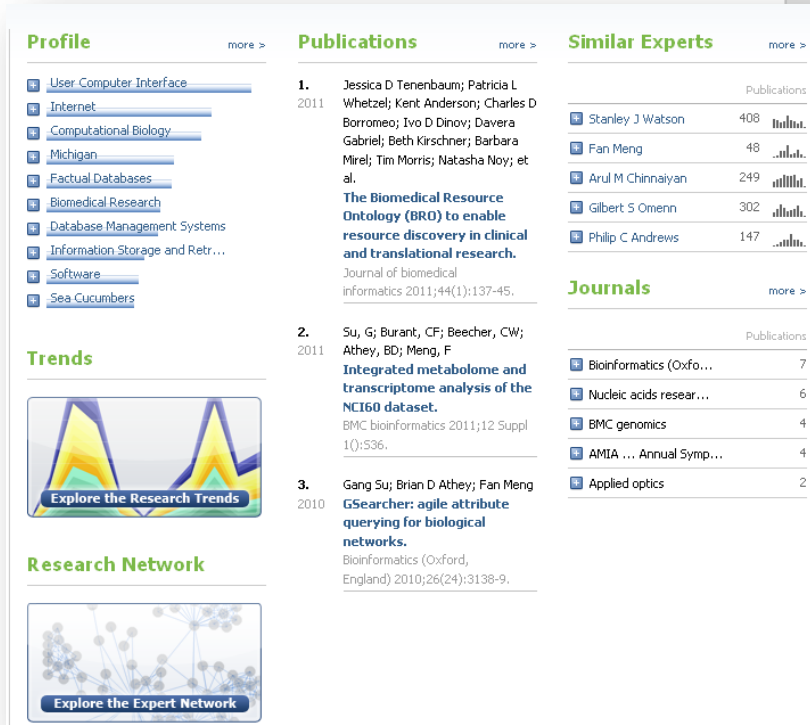 Profile
more >
User Computer Interface
Internet
Computational Biology
Michigan
Factual Databases
Biomedical Research
Database Management Systems
Information Storage and Retr...
Software
Sea Cucumbers
Trends
Explore the Research Trends
Research Network
Explore the Expert Network
Publications
more >
1.
2011
Jessica D Tenenbaum; Patricia L
Whetzel; Kent Anderson; Charles D
Borromeo; Ivo D Dinov; Davera
Gabriel; Beth Kirschner; Barbara
Mirel; Tim Morris; Natasha Noy; et
al.
The Biomedical Resource
Ontology (BRO) to enable
resource discovery in clinical
and translational research.
Journal of biomedical
informatics 2011;44(1):137-45.
2.
2011
Su, G; Burant, CF; Beecher, CW;
Athey, BD; Meng, F
Integrated metabolome and
transcriptome analysis of the
NCI60 dataset.
BMC bioinformatics 2011;12 Suppl
1():S36.
3.
2010
Gang Su; Brian D Athey; Fan Meng
GSearcher: agile attribute
querying for biological
networks.
Bioinformatics (Oxford,
England) 2010;26(24):3138-9.
Similar Experts
more >
Publications
Stanley J Watson 408
Fan Meng 48
Arul M Chinnaiyan 249
Gilbert S Omenn 302
Philip C Andrews 147
Journals
more >
Publications
Bioinformatics (Oxfo... 7
Nucleic acids resear... 6
BMC genomics 4
AMIA ... Annual Symp... 4
Applied optics 2